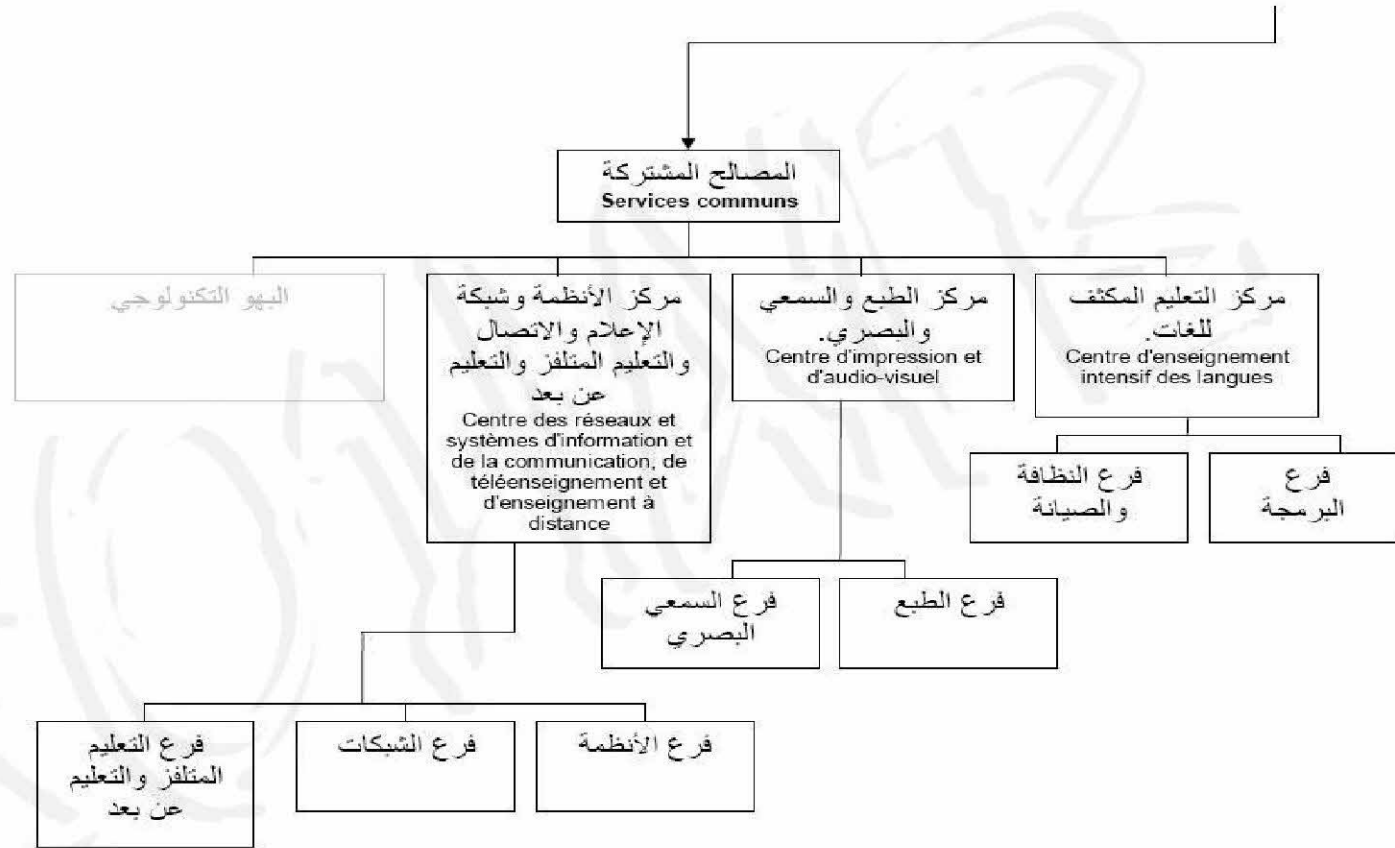 المصالح المشتركة
Services communs
مركز التعليم المكثف
للغات.
Centre d'enseignement
intensif des langues
مركز الطبع والسمعي
والبصري.
Centre d'impression et
d'audio-visuel
مركز الأنظمة وشبكة
الإعلام والاتصال
والتعليم المتلفز والتعليم
عن بعد
Centre des réseaux et
systèmes d'information et
de la communication, de
téléenseignement et
d'enseignement à
distance
البهو التكنولوجي
فرع
البرمجة
فرع النظافة
والصيانة
فرع الطبع
فرع السمعي
البصري
فرع الأنظمة
فرع الشبكات
فرع التعليم
المتلفز والتعليم
عن بعد